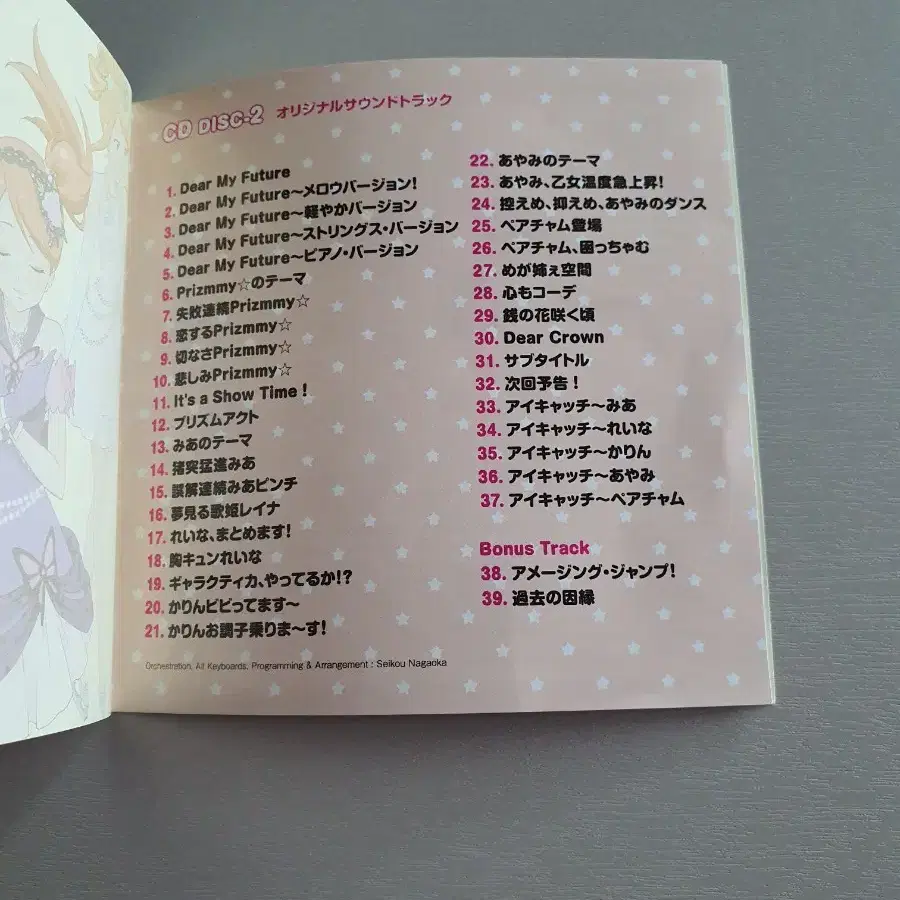 CD DISC-2 オリジナルサウンドトラック
1. Dear My Future
2. Dear My Future〜メロウバージョン!
3. Dear My Future〜軽やかバージョン
4. Dear My Future〜ストリングス・バージョン
5. Dear My Future〜ピアノ・バージョン
6. Prizmmy☆のテーマ
7. 失敗連続Prizmmy☆
8. 恋するPrizmmy☆
9. 切なさPrizmmy☆
10. 悲しみPrizmmy☆
11. It's a Show Time !
12. プリズムアクト
13. みあのテーマ
14. 猪突猛進みあ
15. 誤解連続みあピンチ
16. 夢見る歌姫レイナ
17. れいな、まとめます!
18. 胸キュンれいな
19. ギャラクティカ、やってるか!?
20. かりんビビってます〜
21. かりんお調子乗りま〜す!
22. あやみのテーマ
23. あやみ、乙女温度急上昇!
24. 控えめ、抑えめ、あやみのダンス
25. ペアチャム登場
26. ペアチャム、困っちゃむ
27. めが姉ぇ空間
28. 心もコーデ
29. 銭の花咲く頃
30. Dear Crown
31. サブタイトル
32. 次回予告!
33. アイキャッチ〜みあ
34. アイキャッチ〜れいな
35. アイキャッチ〜かりん
36. アイキャッチ〜あやみ
37. アイキャッチ〜ペアチャム
Bonus Track
38. アメージング・ジャンプ!
39. 過去の因縁
Orchestration, All Keyboards, Programming & Arrangement : Seikou Nagaoka